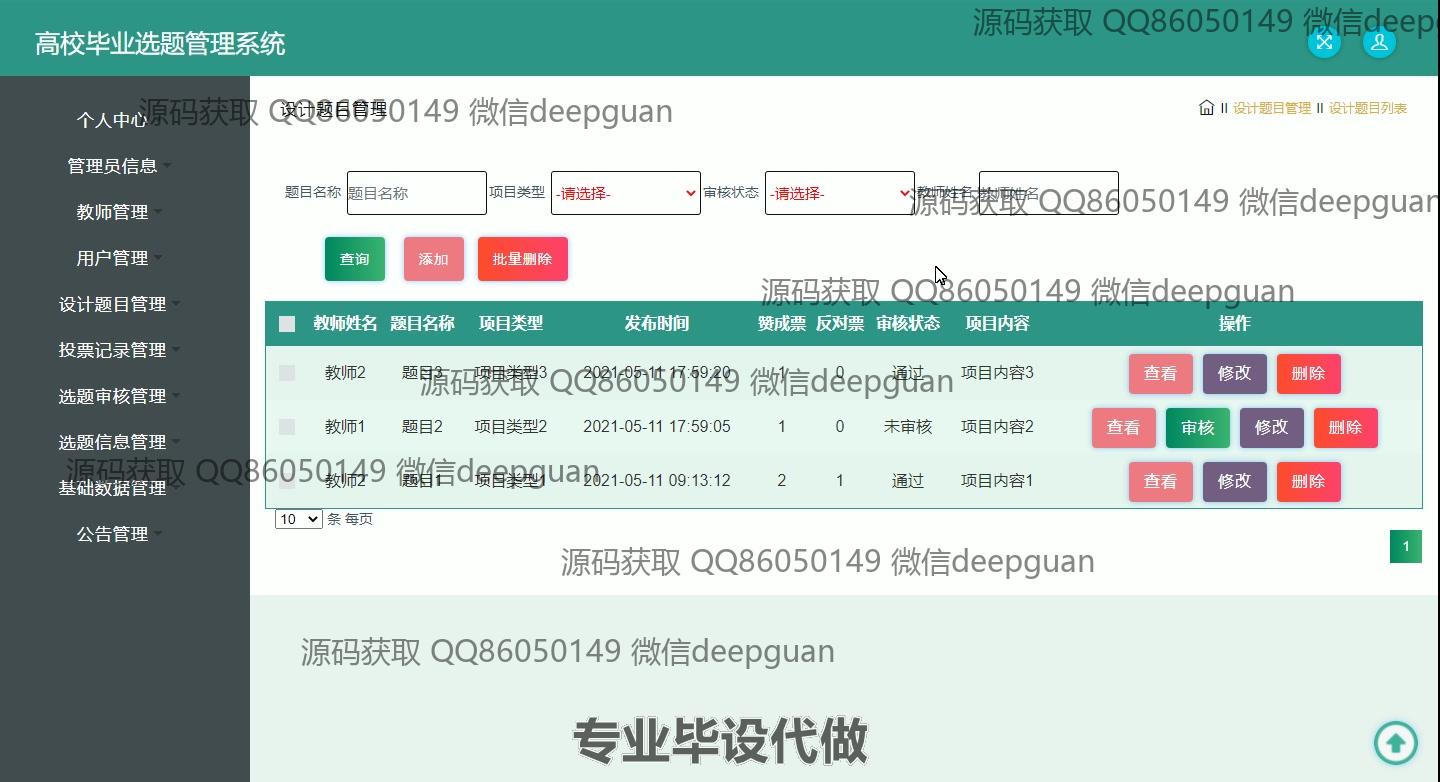 源码获取 QQ86050149 微信deep
高校毕业选题管理系统
源码获取 QQ86050149 微信deepguan
设计题目管理
设计题目管理 设计题目列表
个人中心
管理员信息
教师管理
用户管理
设计题目管理
投票记录管理
选题审核管理
选题信息管理
基础数据管理
公告管理
题目名称 题目名称 项目类型 -请选择- 审核状态 -请选择- 教师姓名 教师姓名
源码获取 QQ86050149 微信deepguan
查询 添加 批量删除
源码获取 QQ86050149 微信deepguan
教师姓名 题目名称 项目类型 发布时间 赞成票 反对票 审核状态 项目内容 操作
教师2 题目3 项目类型3 2021-05-11 17:59:20 1 0 通过 项目内容3 查看 修改 删除
源码获取 QQ86050149 微信deepguan
教师1 题目2 项目类型2 2021-05-11 17:59:05 1 0 未审核 项目内容2 查看 审核 修改 删除
源码获取 QQ86050149 微信deepguan
教师2 题目1 项目类型1 2021-05-11 09:13:12 2 1 通过 项目内容1 查看 修改 删除
10 条 每页
1
源码获取 QQ86050149 微信deepguan
源码获取 QQ86050149 微信deepguan
专业毕设代做